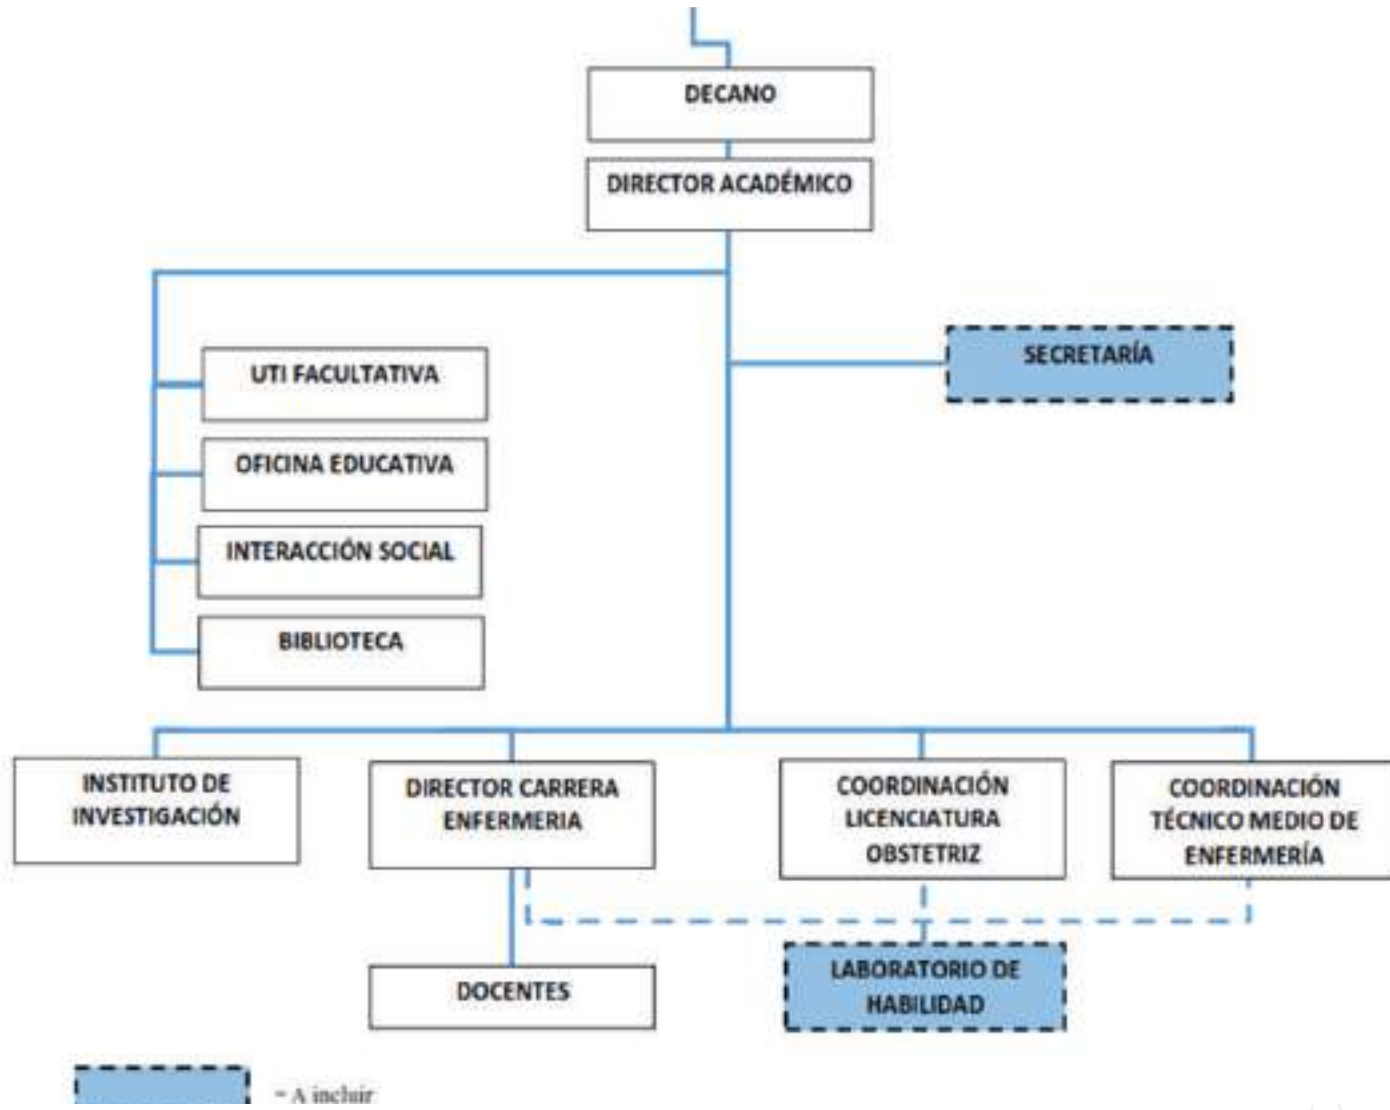 DECANO
DIRECTOR ACADÉMICO
SECRETARÍA
UTI FACULTATIVA
OFICINA EDUCATIVA
INTERACCIÓN SOCIAL
BIBLIOTECA
INSTITUTO DE
INVESTIGACIÓN
DIRECTOR CARRERA
ENFERMERIA
COORDINACIÓN
LICENCIATURA
OBSTETRIZ
COORDINACIÓN
TÉCNICO MEDIO DE
ENFERMERÍA
DOCENTES
LABORATORIO DE
HABILIDAD
= A incluir